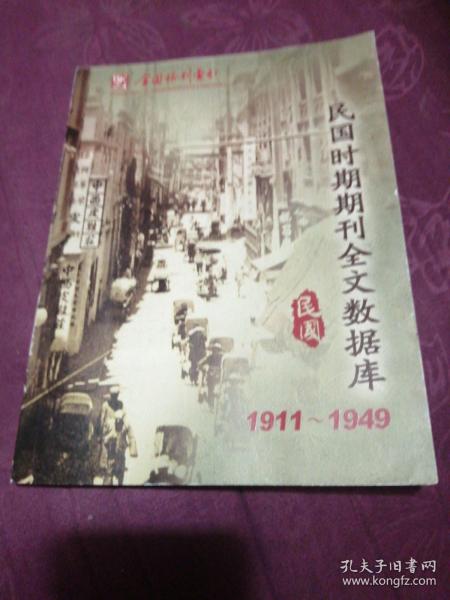 全国报刊索引
民国时期期刊全文数据库
民國
1911~1949
孔夫子旧书网
www.kongfz.com